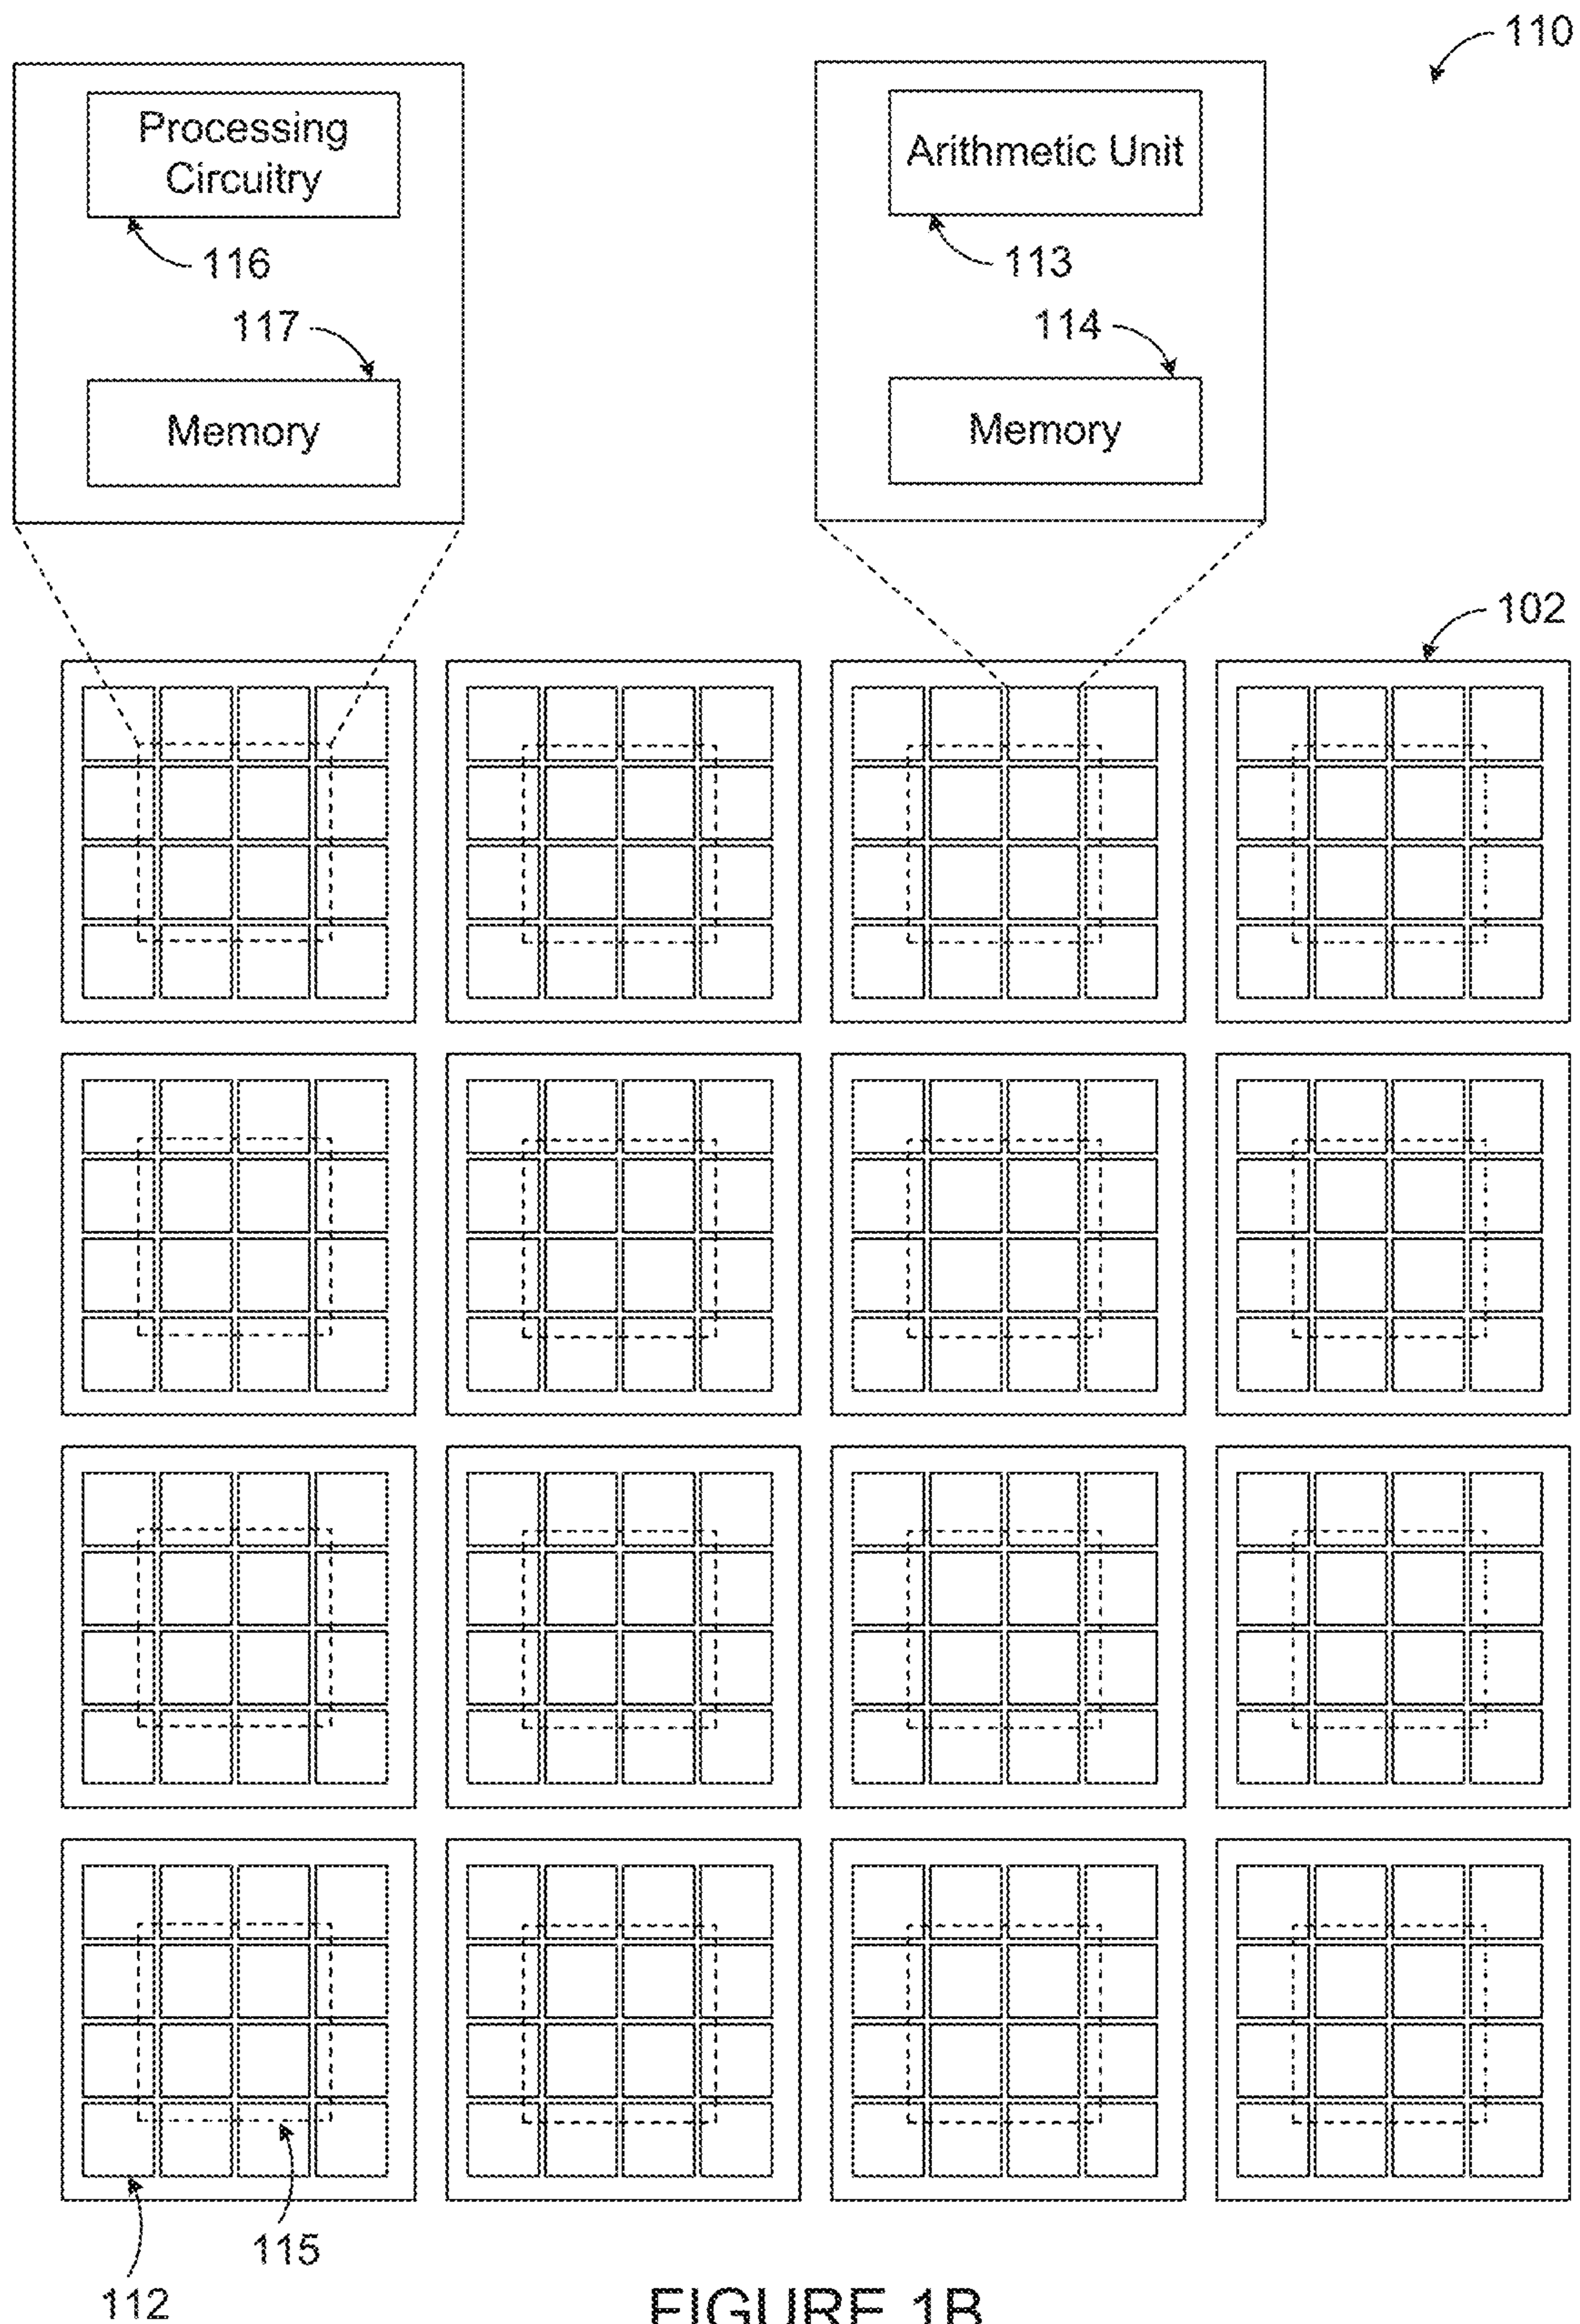 110
Processing
Circuitry
116
117
Memory
Arithmetic Unit
113
114
Memory
102
115
112
FIGURE 1B